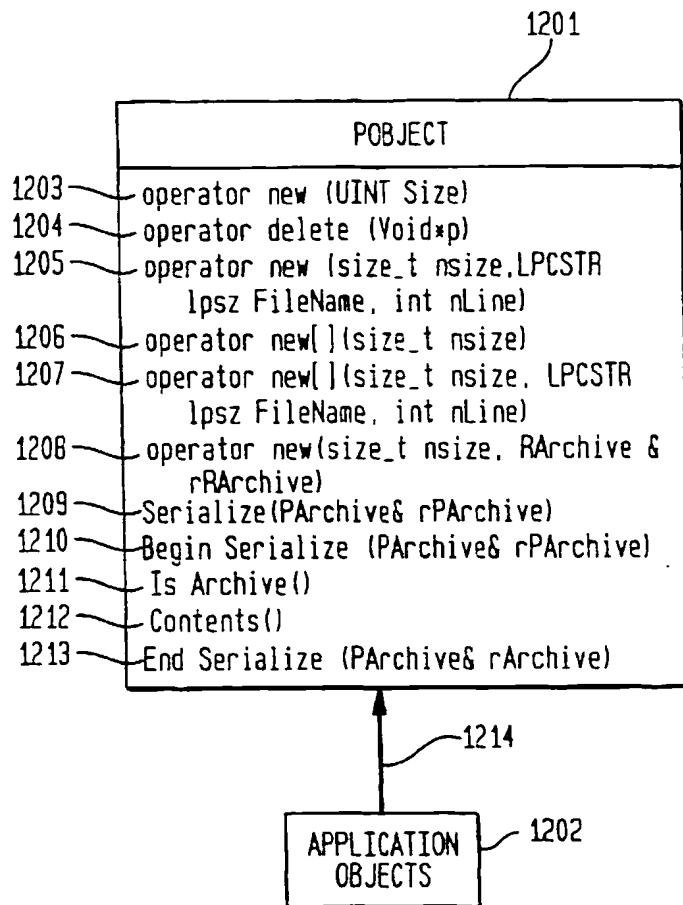 1201
POBJECT
1203 operator new (UINT Size)
1204 operator delete (Void*p)
1205 operator new (size_t nsize,LPCSTR
lpsz FileName, int nLine)
1206 operator new[](size_t nsize)
1207 operator new[](size_t nsize, LPCSTR
lpsz FileName, int nLine)
1208 operator new(size_t nsize, RArchive &
rRArchive)
1209 Serialize(PArchive& rPArchive)
1210 Begin Serialize (PArchive& rPArchive)
1211 Is Archive()
1212 Contents()
1213 End Serialize (PArchive& rArchive)
1214
APPLICATION
OBJECTS
1202